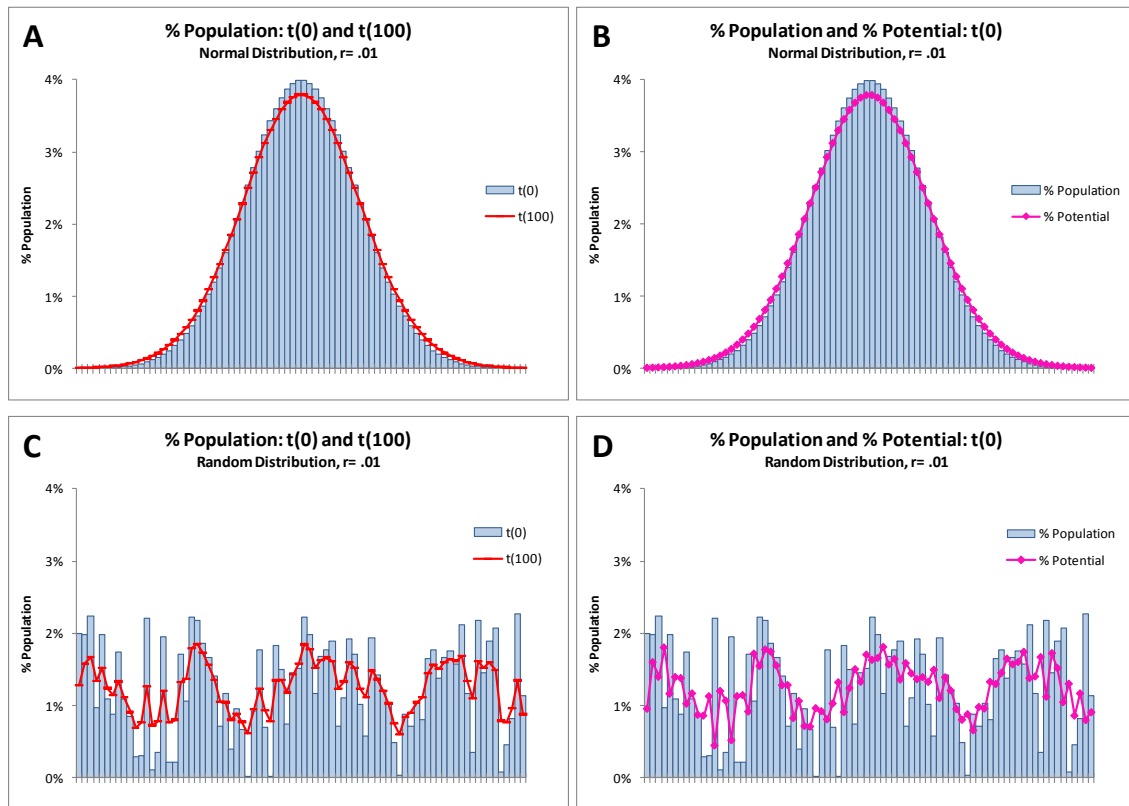 A
% Population: t(0) and t(100)
Normal Distribution, r= .01
4%
3%
2%
1%
0%
% Population
t(0)
t(100)
B
% Population and % Potential: t(0)
Normal Distribution, r= .01
4%
3%
2%
1%
0%
% Population
% Population
% Potential
C
% Population: t(0) and t(100)
Random Distribution, r= .01
4%
3%
2%
1%
0%
% Population
t(0)
t(100)
D
% Population and % Potential: t(0)
Random Distribution, r= .01
4%
3%
2%
1%
0%
% Population
% Population
% Potential